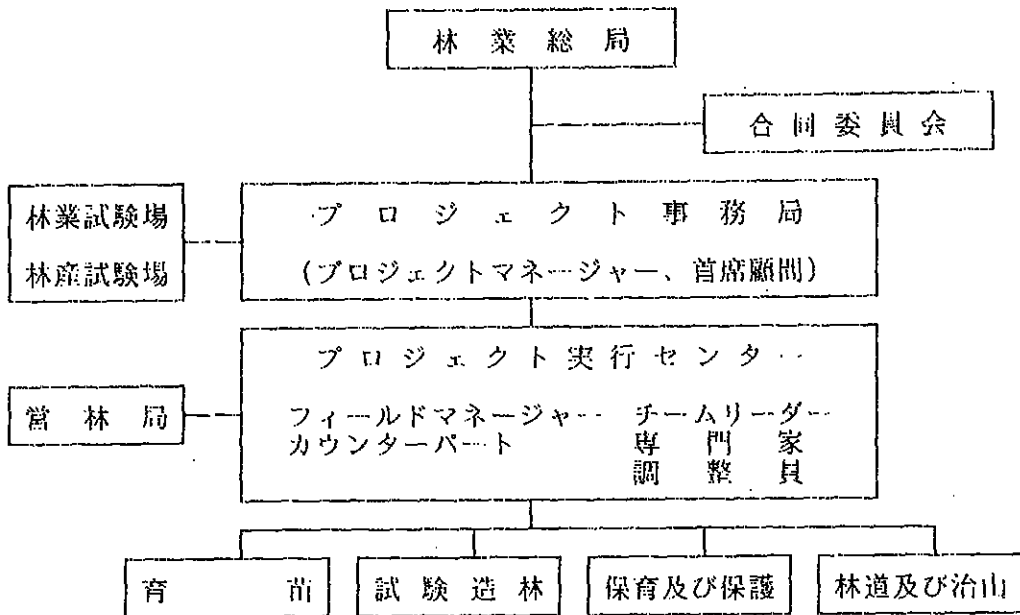 林業総局
合同委員会
林業試験場
林産試験場
プロジェクト事務局
(プロジェクトマネージャー、首席顧問)
プロジェクト実行センター
営林局
フィールドマネージャー チームリーダー
カウンターパート 専門家
調整員
育苗
試験造林
保育及び保護
林道及び治山